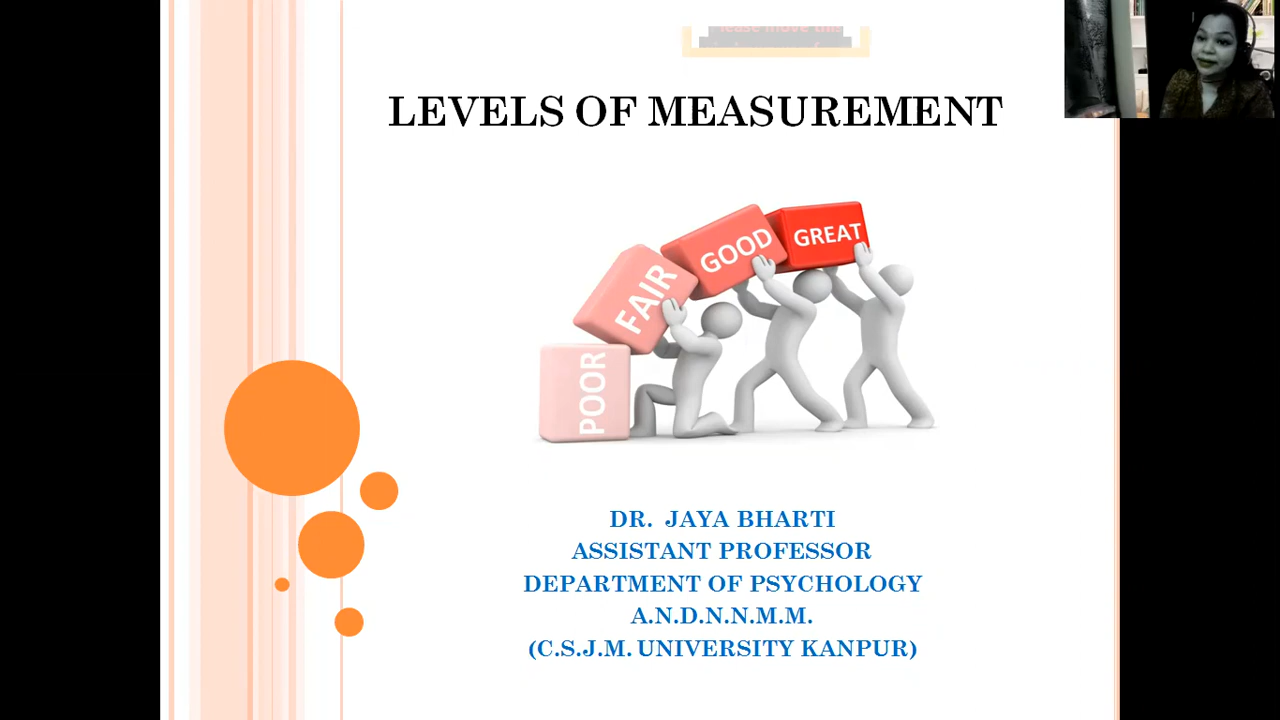 LEVELS OF MEASUREMENT
POOR
FAIR
GOOD
GREAT
DR. JAYA BHARTI
ASSISTANT PROFESSOR
DEPARTMENT OF PSYCHOLOGY
A.N.D.N.N.M.M.
(C.S.J.M. UNIVERSITY KANPUR)